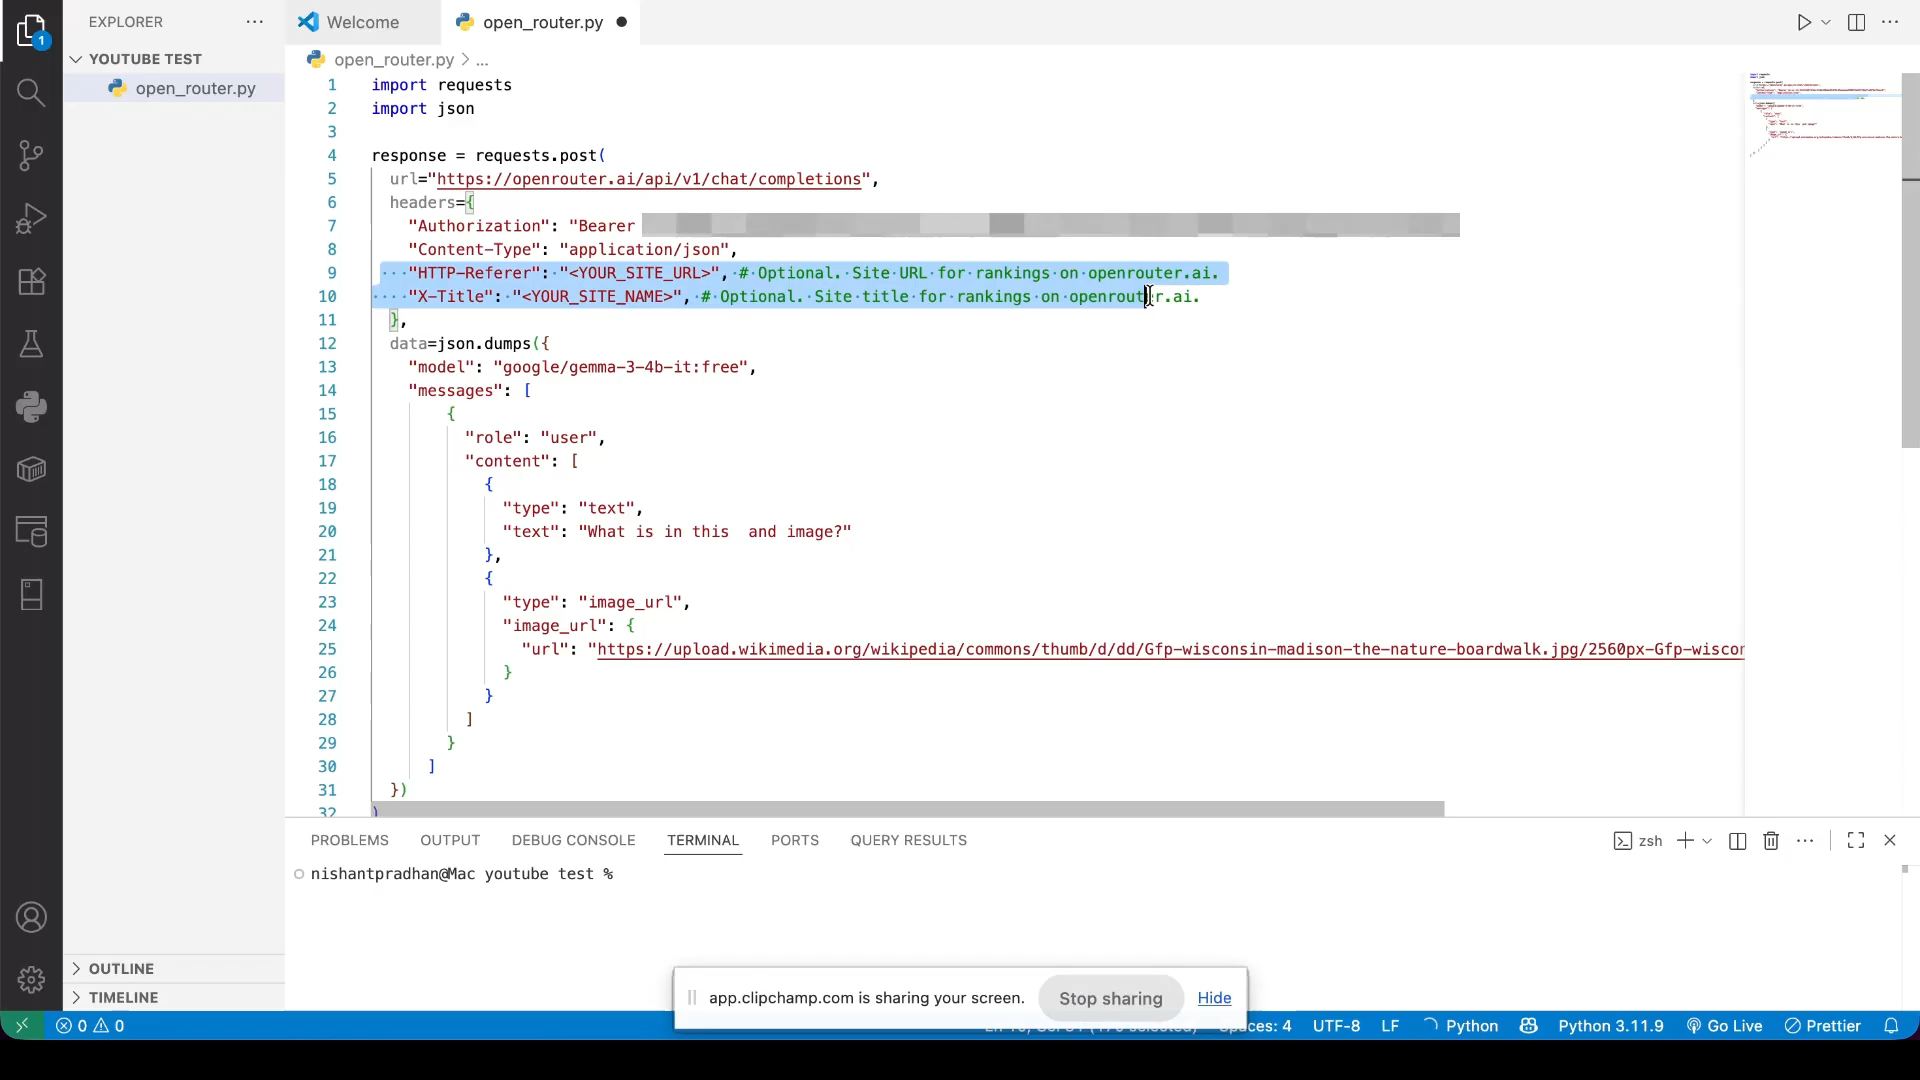 EXPLORER
Welcome
open_router.py
YOUTUBE TEST
open_router.py
1
open_router.py > ...
1 import requests
2 import json
3
4 response = requests.post(
5 url="https://openrouter.ai/api/v1/chat/completions",
6 headers={
7 "Authorization": "Bearer
8 "Content-Type": "application/json",
9 "HTTP-Referer": "<YOUR_SITE_URL>", # Optional. Site URL for rankings on openrouter.ai.
10 "X-Title": "<YOUR_SITE_NAME>", # Optional. Site title for rankings on openrouter.ai.
11 },
12 data=json.dumps({
13 "model": "google/gemma-3-4b-it:free",
14 "messages": [
15 {
16 "role": "user",
17 "content": [
18 {
19 "type": "text",
20 "text": "What is in this  and image?"
21 },
22 {
23 "type": "image_url",
24 "image_url": {
25 "url": "https://upload.wikimedia.org/wikipedia/commons/thumb/d/dd/Gfp-wisconsin-madison-the-nature-boardwalk.jpg/2560px-Gfp-wiscon
26 }
27 }
28 ]
29 }
30 ]
31 })
32 )
PROBLEMS OUTPUT DEBUG CONSOLE TERMINAL PORTS QUERY RESULTS zsh
nishantpradhan@Mac youtube test %
OUTLINE
TIMELINE
app.clipchamp.com is sharing your screen. Stop sharing Hide
0 0 Spaces: 4 UTF-8 LF Python Python 3.11.9 Go Live Prettier